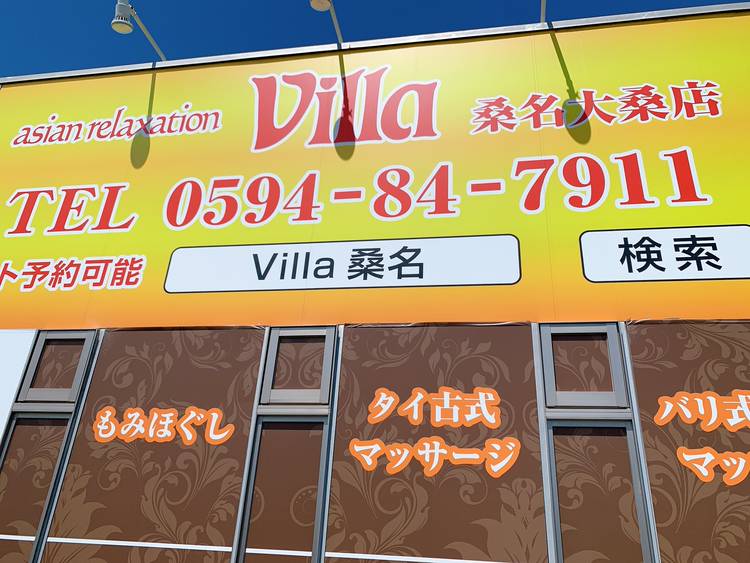 asian relaxation Villa 桑名大桑店
TEL 0594-84-7911
ト予約可能 Villa 桑名 検索
もみほぐし
タイ古式
マッサージ
バリ式
マッ